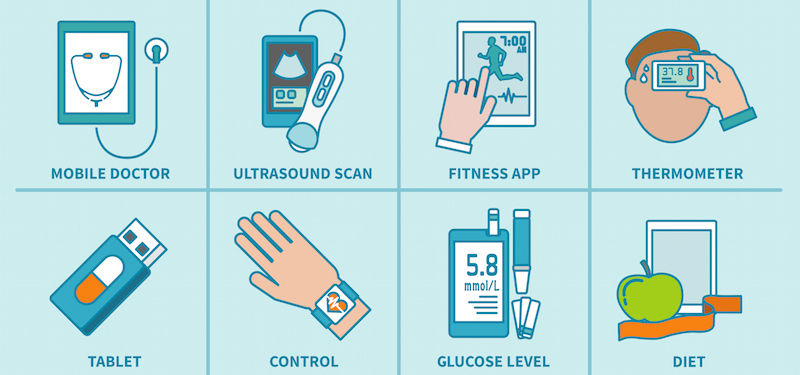 7:00
AM
37.8
MOBILE DOCTOR
ULTRASOUND SCAN
FITNESS APP
THERMOMETER
5.8
mmol/L
TABLET
CONTROL
GLUCOSE LEVEL
DIET